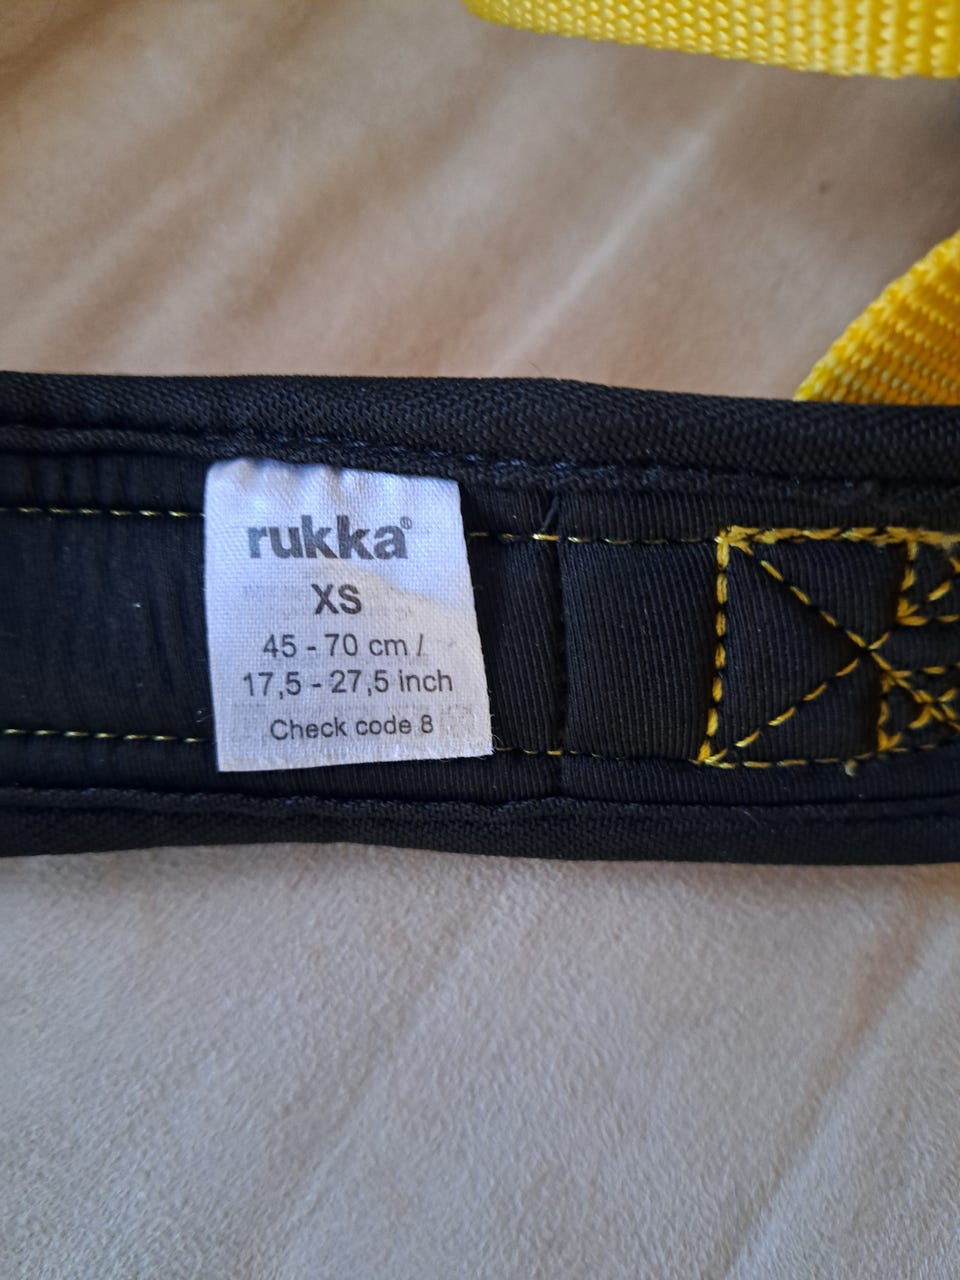 rukka®
XS
45 - 70 cm /
17,5 - 27,5 inch
Check code 8